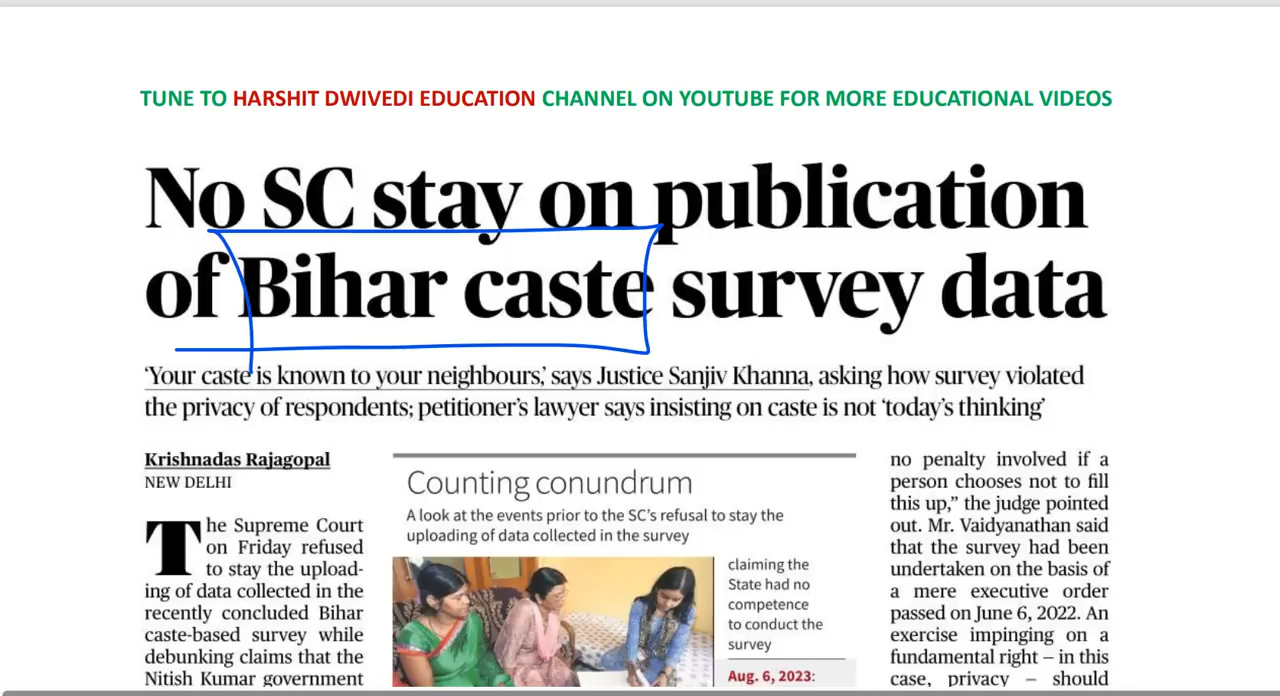 TUNE TO HARSHIT DWIVEDI EDUCATION CHANNEL ON YOUTUBE FOR MORE EDUCATIONAL VIDEOS
No SC stay on publication
of Bihar caste survey data
‘Your caste is known to your neighbours,’ says Justice Sanjiv Khanna, asking how survey violated
the privacy of respondents; petitioner’s lawyer says insisting on caste is not ‘today’s thinking’
Krishnadas Rajagopal
NEW DELHI
The Supreme Court
on Friday refused
to stay the upload-
ing of data collected in the
recently concluded Bihar
caste-based survey while
debunking claims that the
Nitish Kumar government
Counting conundrum
A look at the events prior to the SC’s refusal to stay the
uploading of data collected in the survey
claiming the
State had no
competence
to conduct the
survey
Aug. 6, 2023:
no penalty involved if a
person chooses not to fill
this up,” the judge pointed
out. Mr. Vaidyanathan said
that the survey had been
undertaken on the basis of
a mere executive order
passed on June 6, 2022. An
exercise impinging on a
fundamental right – in this
case, privacy – should